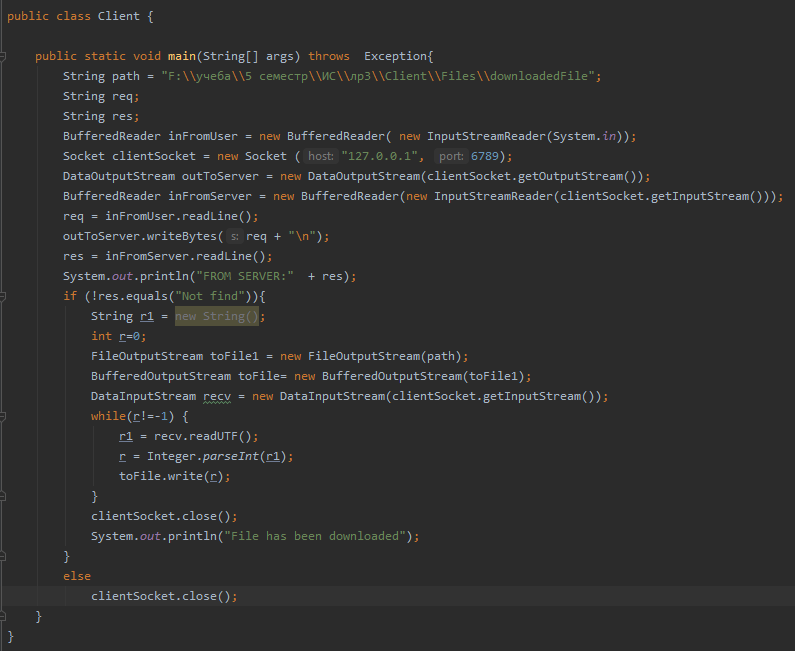 public class Client {
public static void main(String[] args) throws  Exception{
String path = "F:\\учеба\\5 семестр\\ИС\\лр3\\Client\\Files\\downloadedFile";
String req;
String res;
BufferedReader inFromUser = new BufferedReader( new InputStreamReader(System.in));
Socket clientSocket = new Socket ( host: "127.0.0.1",  port: 6789);
DataOutputStream outToServer = new DataOutputStream(clientSocket.getOutputStream());
BufferedReader inFromServer = new BufferedReader(new InputStreamReader(clientSocket.getInputStream()));
req = inFromUser.readLine();
outToServer.writeBytes( s: req + "\n");
res = inFromServer.readLine();
System.out.println("FROM SERVER:"  + res);
if (!res.equals("Not find")){
String r1 = new String();
int r=0;
FileOutputStream toFile1 = new FileOutputStream(path);
BufferedOutputStream toFile= new BufferedOutputStream(toFile1);
DataInputStream recv = new DataInputStream(clientSocket.getInputStream());
while(r!=-1) {
r1 = recv.readUTF();
r = Integer.parseInt(r1);
toFile.write(r);
}
clientSocket.close();
System.out.println("File has been downloaded");
}
else
clientSocket.close();
}
}